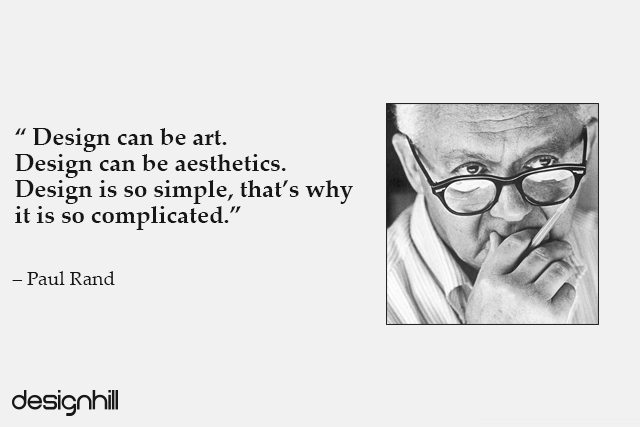 “ Design can be art.
Design can be aesthetics.
Design is so simple, that’s why
it is so complicated.”
– Paul Rand
designhill